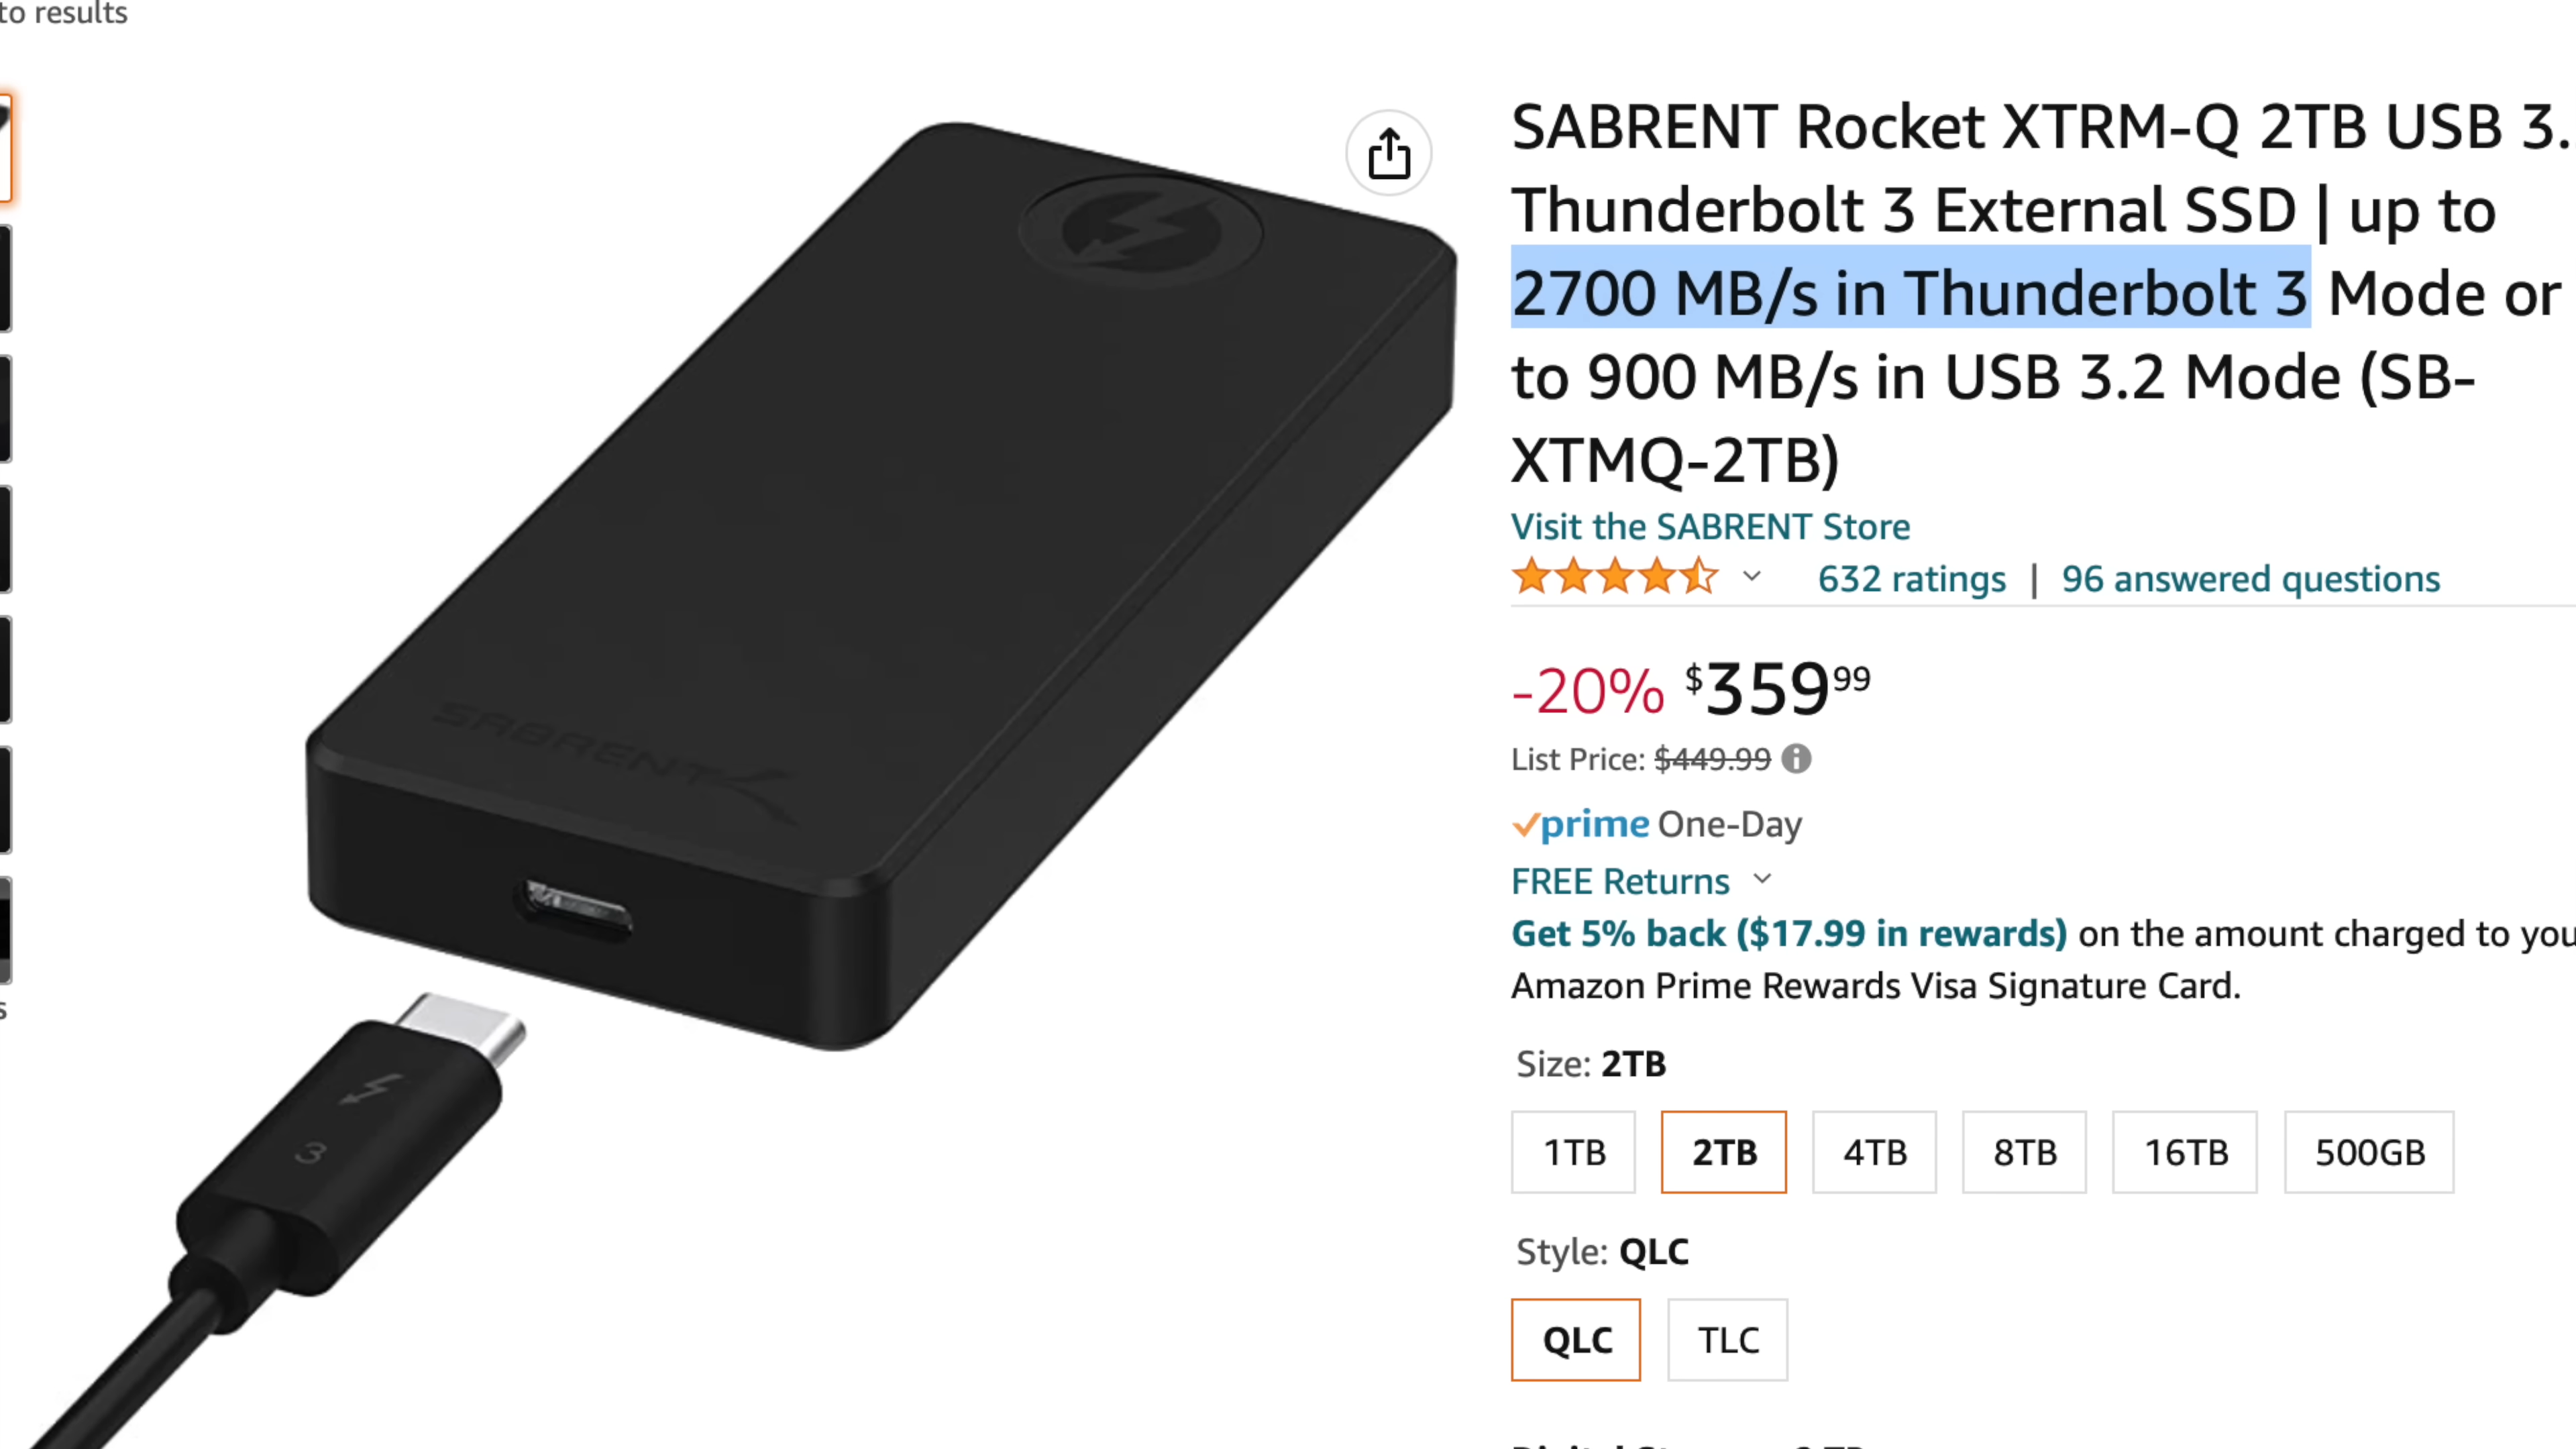 to results
SABRENT Rocket XTRM-Q 2TB USB 3.
Thunderbolt 3 External SSD | up to
2700 MB/s in Thunderbolt 3 Mode or
to 900 MB/s in USB 3.2 Mode (SB-
XTMQ-2TB)
Visit the SABRENT Store
632 ratings | 96 answered questions
-20% $359.99
List Price: $449.99
prime One-Day
FREE Returns
Get 5% back ($17.99 in rewards) on the amount charged to you
Amazon Prime Rewards Visa Signature Card.
Size: 2TB
1TB 2TB 4TB 8TB 16TB 500GB
Style: QLC
QLC TLC
SABRENT
3